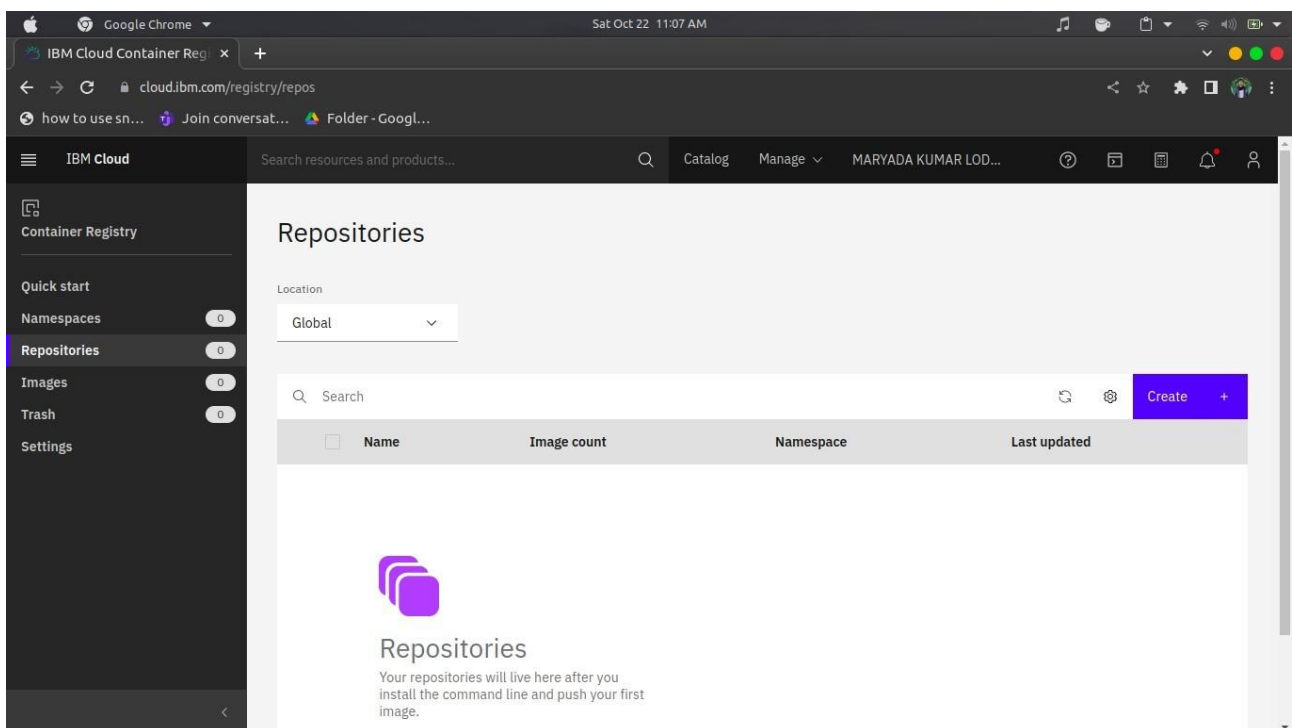 Google Chrome
Sat Oct 22 11:07 AM
IBM Cloud Container Regi
cloud.ibm.com/registry/repos
how to use sn... Join conversat... Folder - Googl...
IBM Cloud
Search resources and products...
Catalog
Manage
MARYADA KUMAR LOD...
Container Registry
Quick start
Namespaces 0
Repositories 0
Images 0
Trash 0
Settings
Repositories
Location
Global
Search
Create +
Name Image count Namespace Last updated
Repositories
Your repositories will live here after you
install the command line and push your first
image.